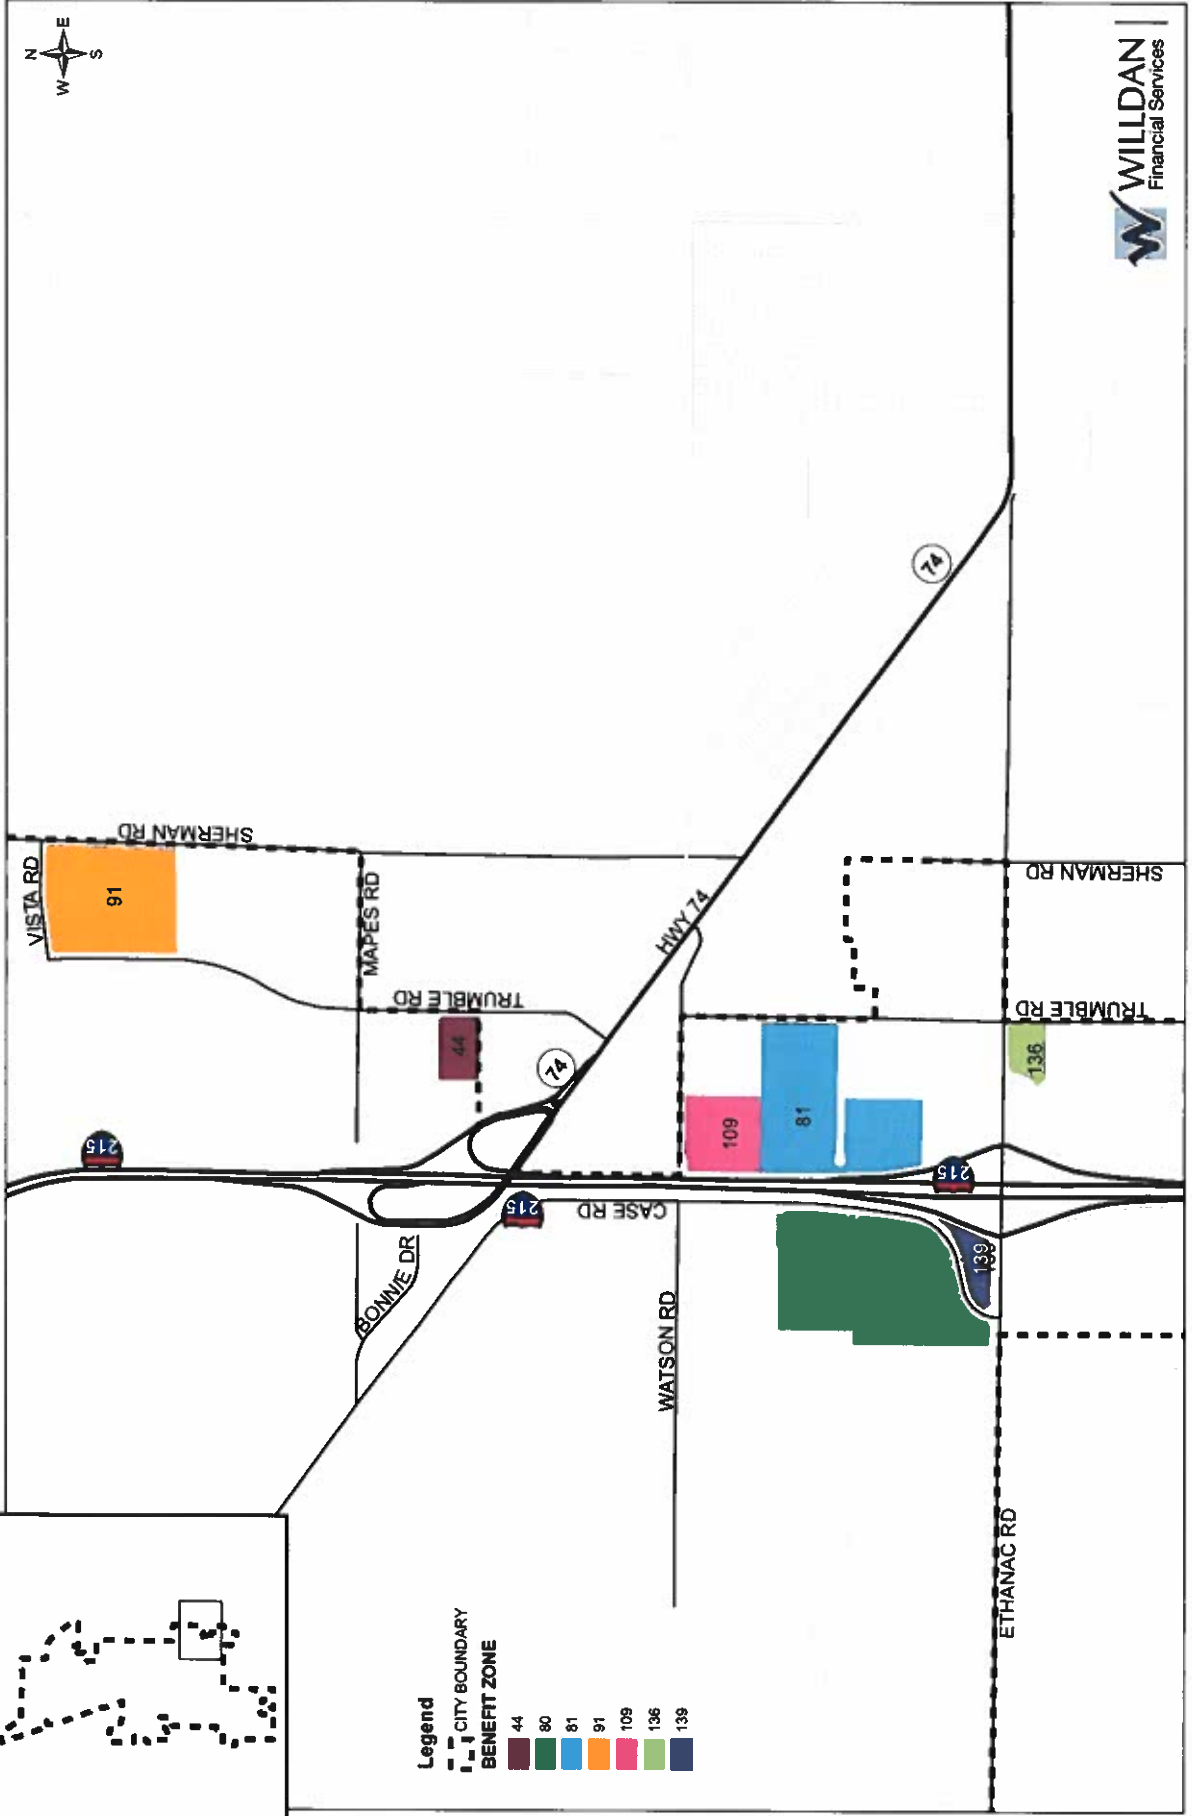 N
W E
S
VISTA RD
SHERMAN RD
91
215
MAPES RD
TRUMBLE RD
44
74
BONNIE DR
215
CASE RD
HWY 74
74
WATSON RD
109
81
215
139
ETHANAC RD
136
TRUMBLE RD
SHERMAN RD
Legend
CITY BOUNDARY
BENEFIT ZONE
44
80
81
91
109
136
139
W WILLDAN
Financial Services